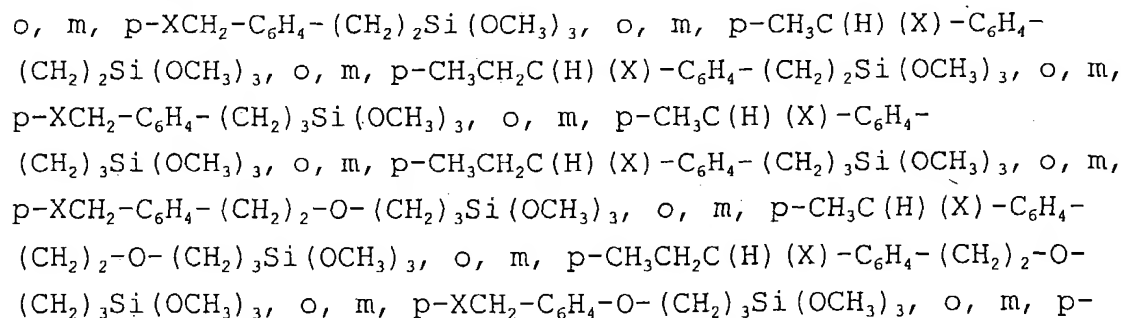 o, m, p-XCH₂-C₆H₄-(CH₂)₂Si(OCH₃)₃, o, m, p-CH₃C(H)(X)-C₆H₄-
(CH₂)₂Si(OCH₃)₃, o, m, p-CH₃CH₂C(H)(X)-C₆H₄-(CH₂)₂Si(OCH₃)₃, o, m,
p-XCH₂-C₆H₄-(CH₂)₃Si(OCH₃)₃, o, m, p-CH₃C(H)(X)-C₆H₄-
(CH₂)₃Si(OCH₃)₃, o, m, p-CH₃CH₂C(H)(X)-C₆H₄-(CH₂)₃Si(OCH₃)₃, o, m,
p-XCH₂-C₆H₄-(CH₂)₂-O-(CH₂)₃Si(OCH₃)₃, o, m, p-CH₃C(H)(X)-C₆H₄-
(CH₂)₂-O-(CH₂)₃Si(OCH₃)₃, o, m, p-CH₃CH₂C(H)(X)-C₆H₄-(CH₂)₂-O-
(CH₂)₃Si(OCH₃)₃, o, m, p-XCH₂-C₆H₄-O-(CH₂)₃Si(OCH₃)₃, o, m, p-